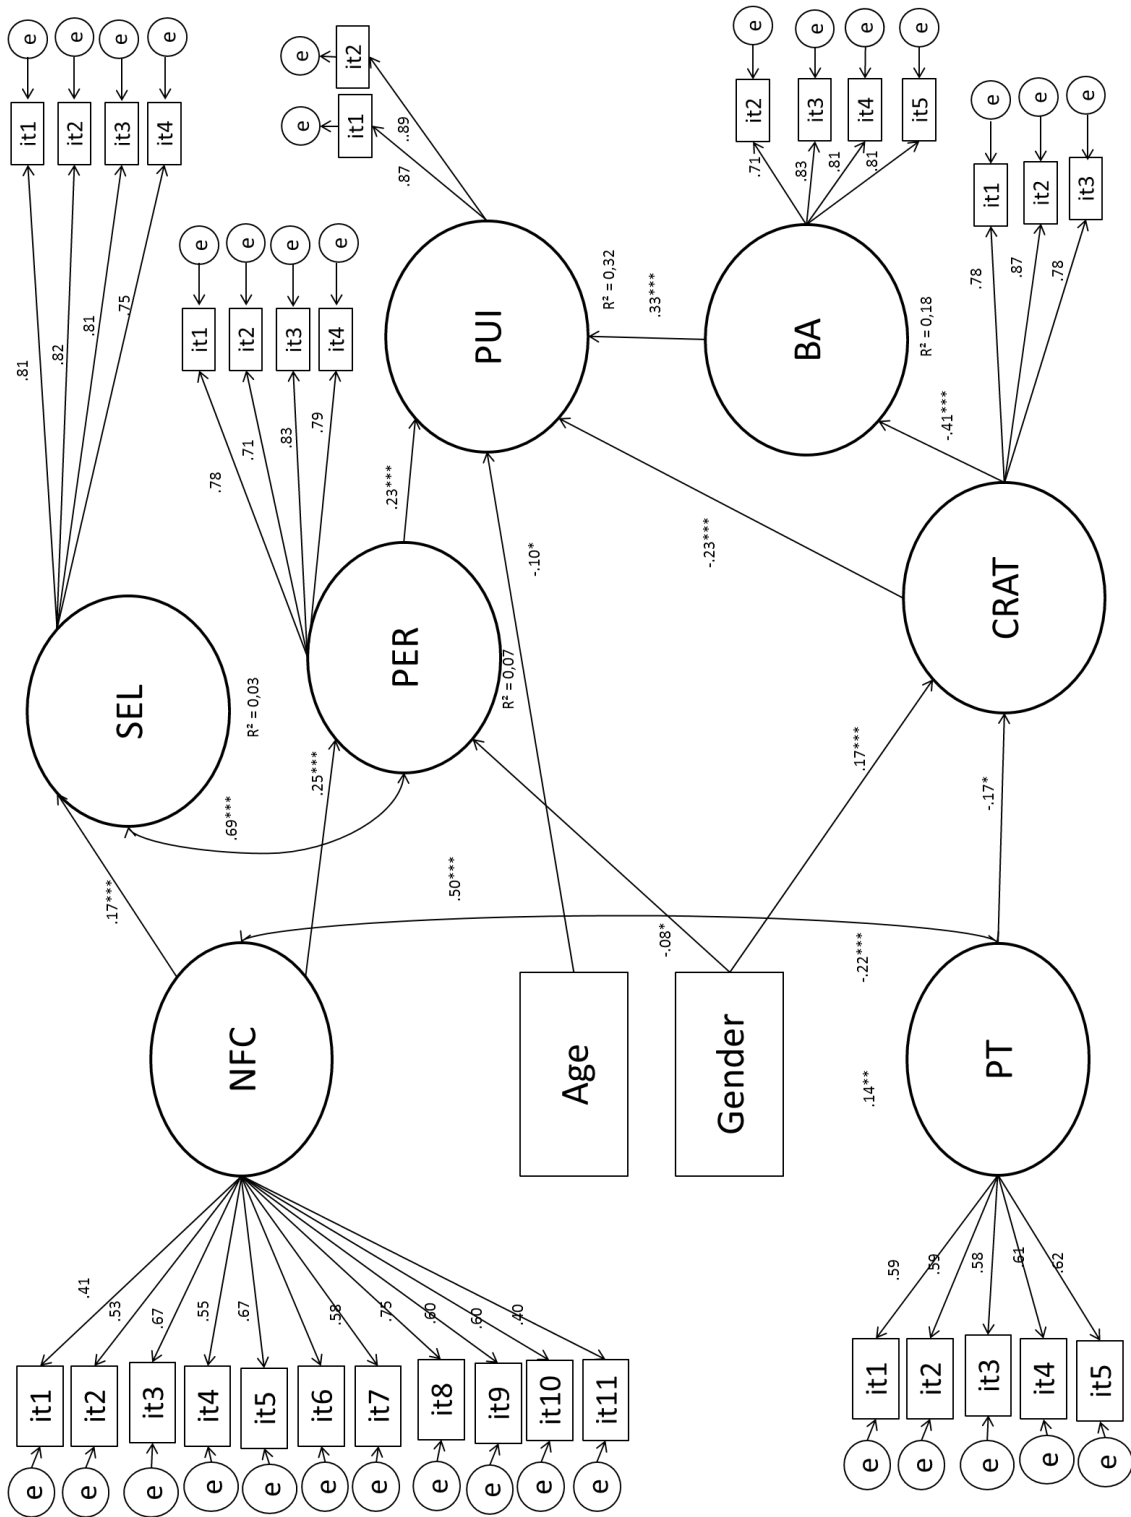 e it1
e it2
e it3
e it4
e it5
e it6
e it7
e it8
e it9
e it10
e it11
.41
.53
.67
.55
.67
.58
.75
.60
.60
.40
NFC
.17***
.25***
SEL
R² = 0,03
.69***
.81
.82
.81
.75
it1 e
it2 e
it3 e
it4 e
PER
R² = 0,07
.78
.71
.83
.79
it1 e
it2 e
it3 e
it4 e
.23***
-.10*
PUI
R² = 0,32
.87
.89
e e
it1 it2
.50***
Age
Gender
-.08*
.17***
-.22***
.14**
-.23***
.33***
BA
R² = 0,18
.71
.83
.81
.81
it2 e
it3 e
it4 e
it5 e
-.41***
e it1
e it2
e it3
e it4
e it5
.59
.59
.58
.61
.62
PT
-.17*
CRAT
.78
.87
.78
it1 e
it2 e
it3 e